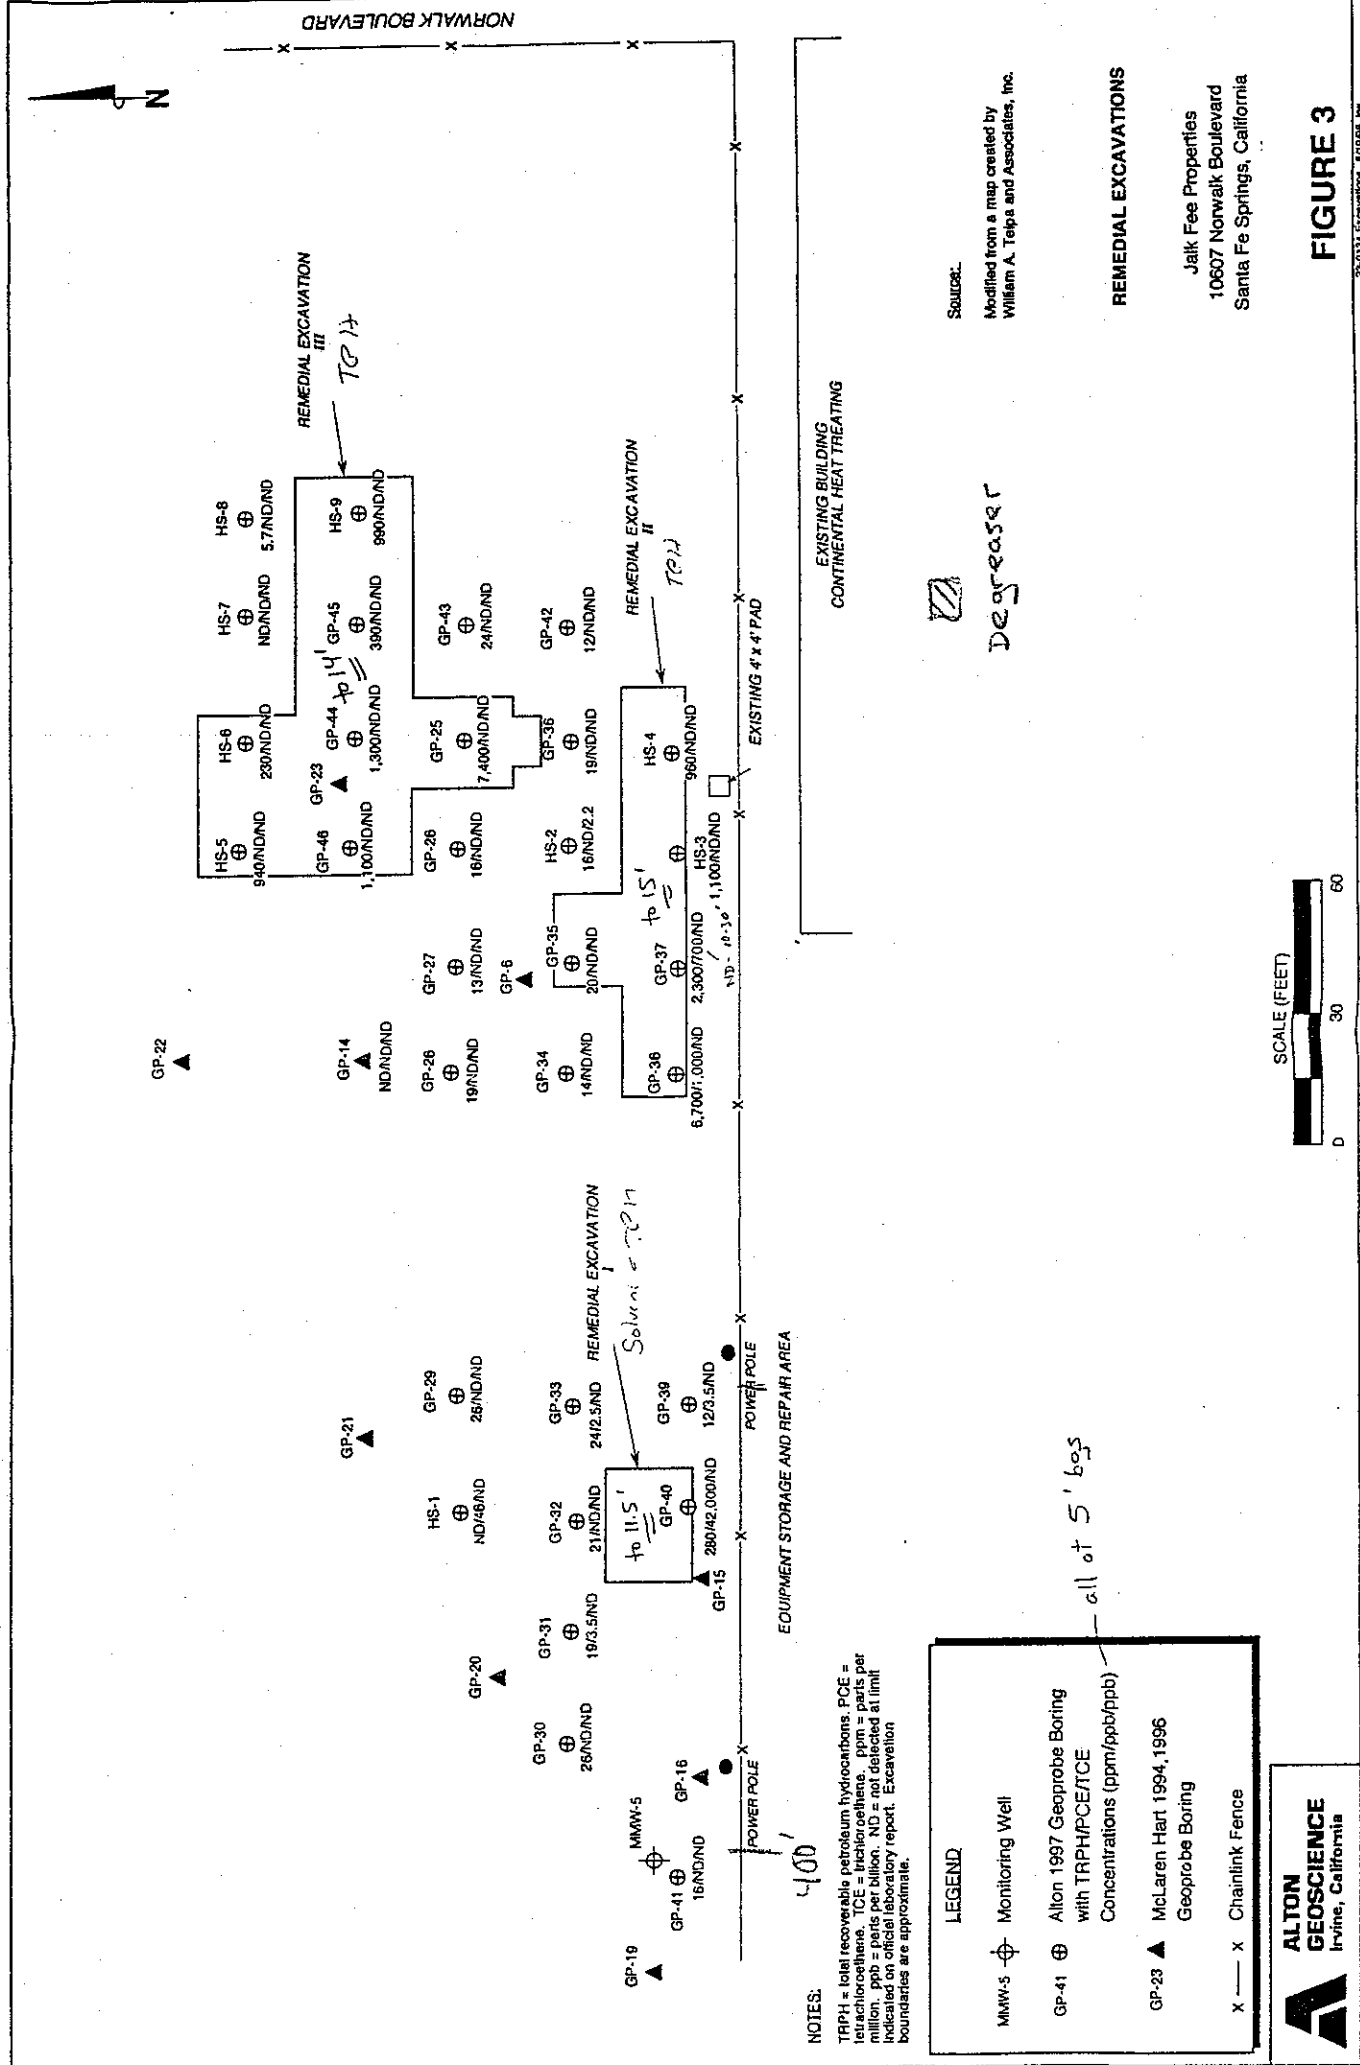 NORWALK BOULEVARD
N
REMEDIAL EXCAVATION
III
TPH
HS-8
5.7/ND/ND
HS-7
ND/ND/ND
HS-6
230/ND/ND
HS-5
940/ND/ND
HS-9
990/ND/ND
GP-45
390/ND/ND
to 14'
GP-44
1,300/ND/ND
GP-23
GP-46
1,100/ND/ND
GP-43
24/ND/ND
GP-25
7,400/ND/ND
GP-26
16/ND/ND
GP-27
13/ND/ND
GP-6
GP-42
12/ND/ND
GP-36
19/ND/ND
HS-2
16/ND/2.2
GP-35
20/ND/ND
REMEDIAL EXCAVATION
II
TPH
HS-4
960/ND/ND
to 15'
HS-3
1,100/ND/ND
GP-37
2,300/700/ND
ND - 10-30'
GP-36
6,700/1,000/ND
GP-22
GP-14
ND/ND/ND
GP-26
19/ND/ND
GP-34
14/ND/ND
EXISTING 4' x 4' PAD
EXISTING BUILDING
CONTINENTAL HEAT TREATING
Degreaser
GP-21
GP-29
26/ND/ND
HS-1
ND/46/ND
GP-33
24/2.5/ND
GP-32
21/ND/ND
REMEDIAL EXCAVATION
I
TPH
GP-39
12/3.5/ND
to 11.5'
GP-40
280/42,000/ND
GP-15
GP-31
19/3.5/ND
GP-20
GP-30
26/ND/ND
GP-16
MMW-5
GP-41
16/ND/ND
GP-19
POWER POLE
POWER POLE
EQUIPMENT STORAGE AND REPAIR AREA
400'
NOTES:
TRPH = total recoverable petroleum hydrocarbons. PCE =
tetrachloroethene. TCE = trichloroethene. ppm = parts per
million. ppb = parts per billion. ND = not detected at limit
indicated on official laboratory report. Excavation
boundaries are approximate.
LEGEND
MMW-5 Monitoring Well
GP-41 Alton 1997 Geoprobe Boring
with TRPH/PCE/TCE
Concentrations (ppm/ppb/ppb)
all at 5' bgs
GP-23 McLaren Hart 1994,1996
Geoprobe Boring
X X Chainlink Fence
SCALE (FEET)
0 30 60
Source:
Modified from a map created by
William A. Telpa and Associates, Inc.
REMEDIAL EXCAVATIONS
Jalk Fee Properties
10607 Norwalk Boulevard
Santa Fe Springs, California
FIGURE 3
ALTON
GEOSCIENCE
Irvine, California